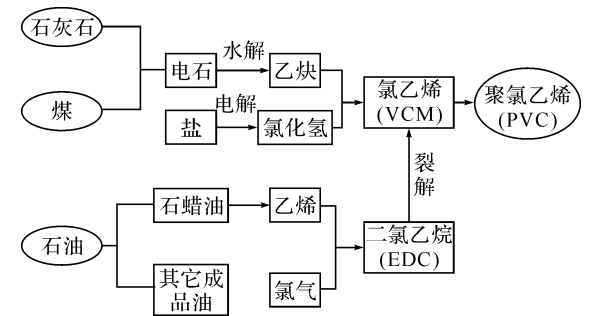 石灰石
煤
电石
水解
乙炔
盐
电解
氯化氢
氯乙烯
(VCM)
聚氯乙烯
(PVC)
裂
解
石油
石蜡油
乙烯
其它成
品油
氯气
二氯乙烷
(EDC)